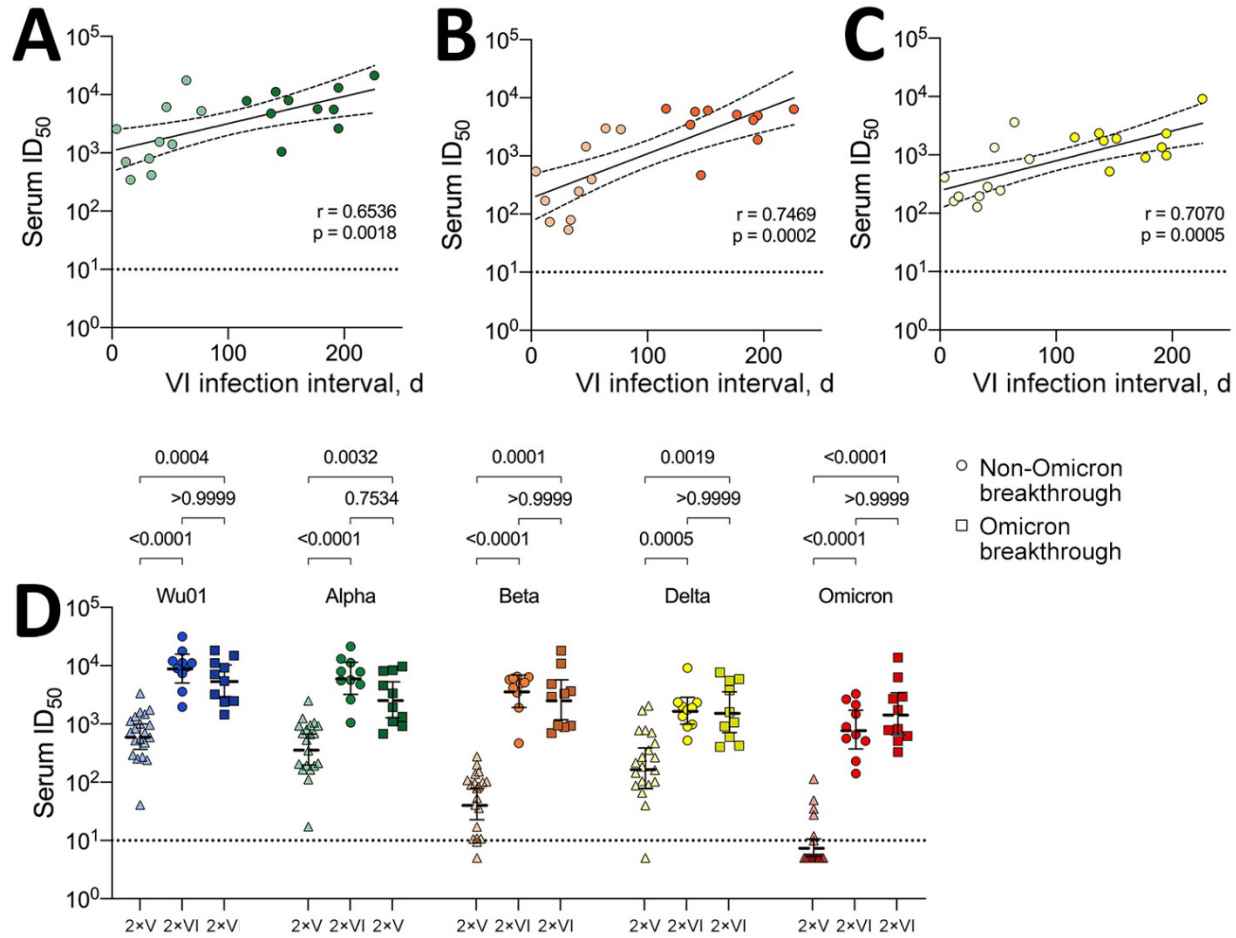 A
10⁵
10⁴
10³
10²
10¹
10⁰
Serum ID₅₀
r = 0.6536
p = 0.0018
0 100 200
VI infection interval, d
B
10⁵
10⁴
10³
10²
10¹
10⁰
Serum ID₅₀
r = 0.7469
p = 0.0002
0 100 200
VI infection interval, d
C
10⁵
10⁴
10³
10²
10¹
10⁰
Serum ID₅₀
r = 0.7070
p = 0.0005
0 100 200
VI infection interval, d
0.0004 0.0032 0.0001 0.0019 <0.0001
>0.9999 0.7534 >0.9999 >0.9999 >0.9999
<0.0001 <0.0001 <0.0001 0.0005 <0.0001
Non-Omicron
breakthrough
Omicron
breakthrough
D
Wu01 Alpha Beta Delta Omicron
10⁵
10⁴
10³
10²
10¹
10⁰
Serum ID₅₀
2×V 2×VI 2×V 2×V 2×VI 2×V 2×V 2×VI 2×VI 2×V 2×VI 2×VI 2×V 2×VI 2×VI